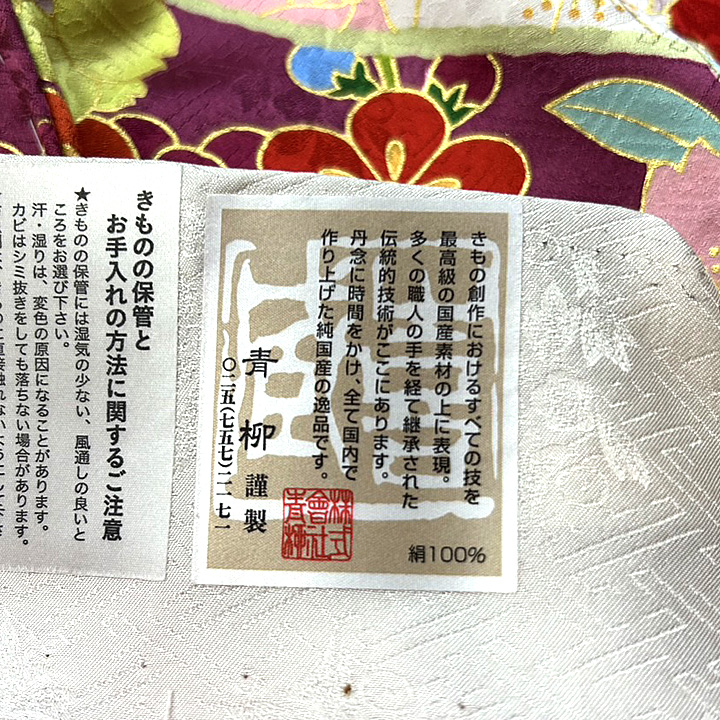 きもの創作におけるすべての技を
最高級の国産素材の上に表現。
多くの職人の手を経て継承された
伝統的技術がここにあります。
丹念に時間をかけ、全て国内で
作り上げた純国産の逸品です。
青柳謹製
〇二五(七五七)二一七一
株式
會社
青柳
絹100%
きものの保管と
お手入れの方法に関するご注意
★きものの保管には湿気の少ない、風通しの良いと
ころをお選び下さい。
汗・湿りは、変色の原因になることがあります。
カビはシミ抜きをしても落ちない場合があります。